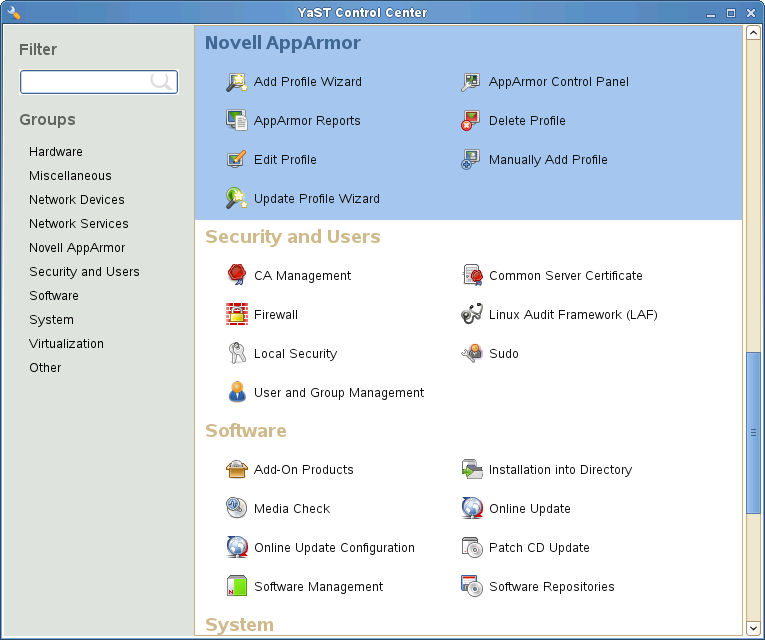 YaST Control Center
Filter
Groups
Hardware
Miscellaneous
Network Devices
Network Services
Novell AppArmor
Security and Users
Software
System
Virtualization
Other
Novell AppArmor
Add Profile Wizard
AppArmor Control Panel
AppArmor Reports
Delete Profile
Edit Profile
Manually Add Profile
Update Profile Wizard
Security and Users
CA Management
Common Server Certificate
Firewall
Linux Audit Framework (LAF)
Local Security
Sudo
User and Group Management
Software
Add-On Products
Installation into Directory
Media Check
Online Update
Online Update Configuration
Patch CD Update
Software Management
Software Repositories
System